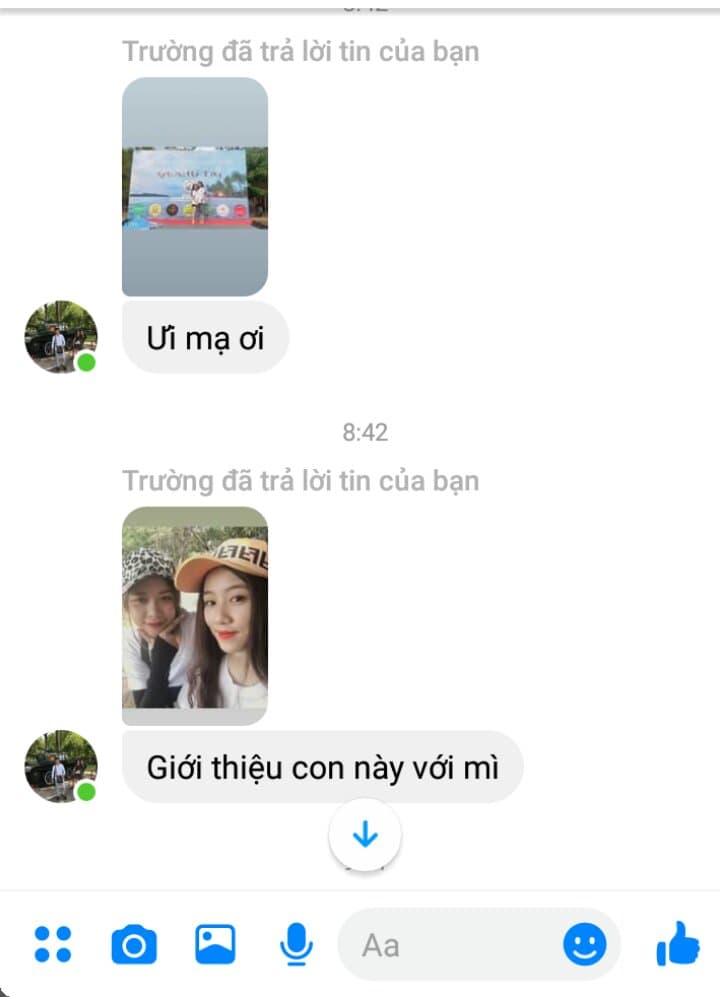 Trường đã trả lời tin của bạn
Ưi mạ ơi
8:42
Trường đã trả lời tin của bạn
Giới thiệu con này với mì
Aa